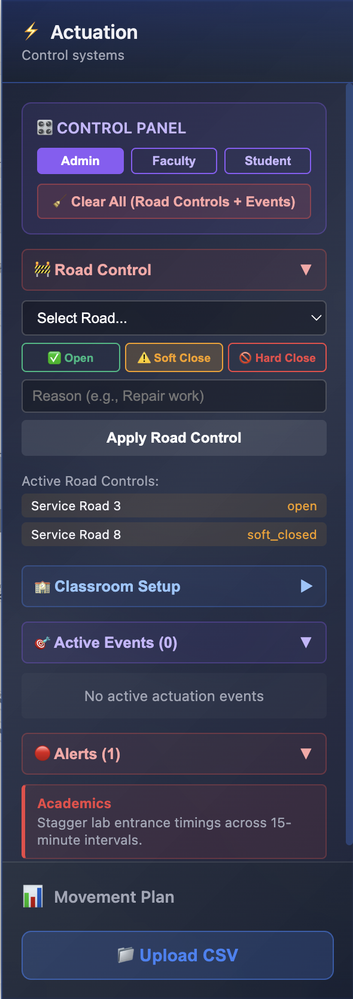 Actuation
Control systems
CONTROL PANEL
Admin
Faculty
Student
Clear All (Road Controls + Events)
Road Control
Select Road...
Open
Soft Close
Hard Close
Reason (e.g., Repair work)
Apply Road Control
Active Road Controls:
Service Road 3 open
Service Road 8 soft_closed
Classroom Setup
Active Events (0)
No active actuation events
Alerts (1)
Academics
Stagger lab entrance timings across 15-
minute intervals.
Movement Plan
Upload CSV